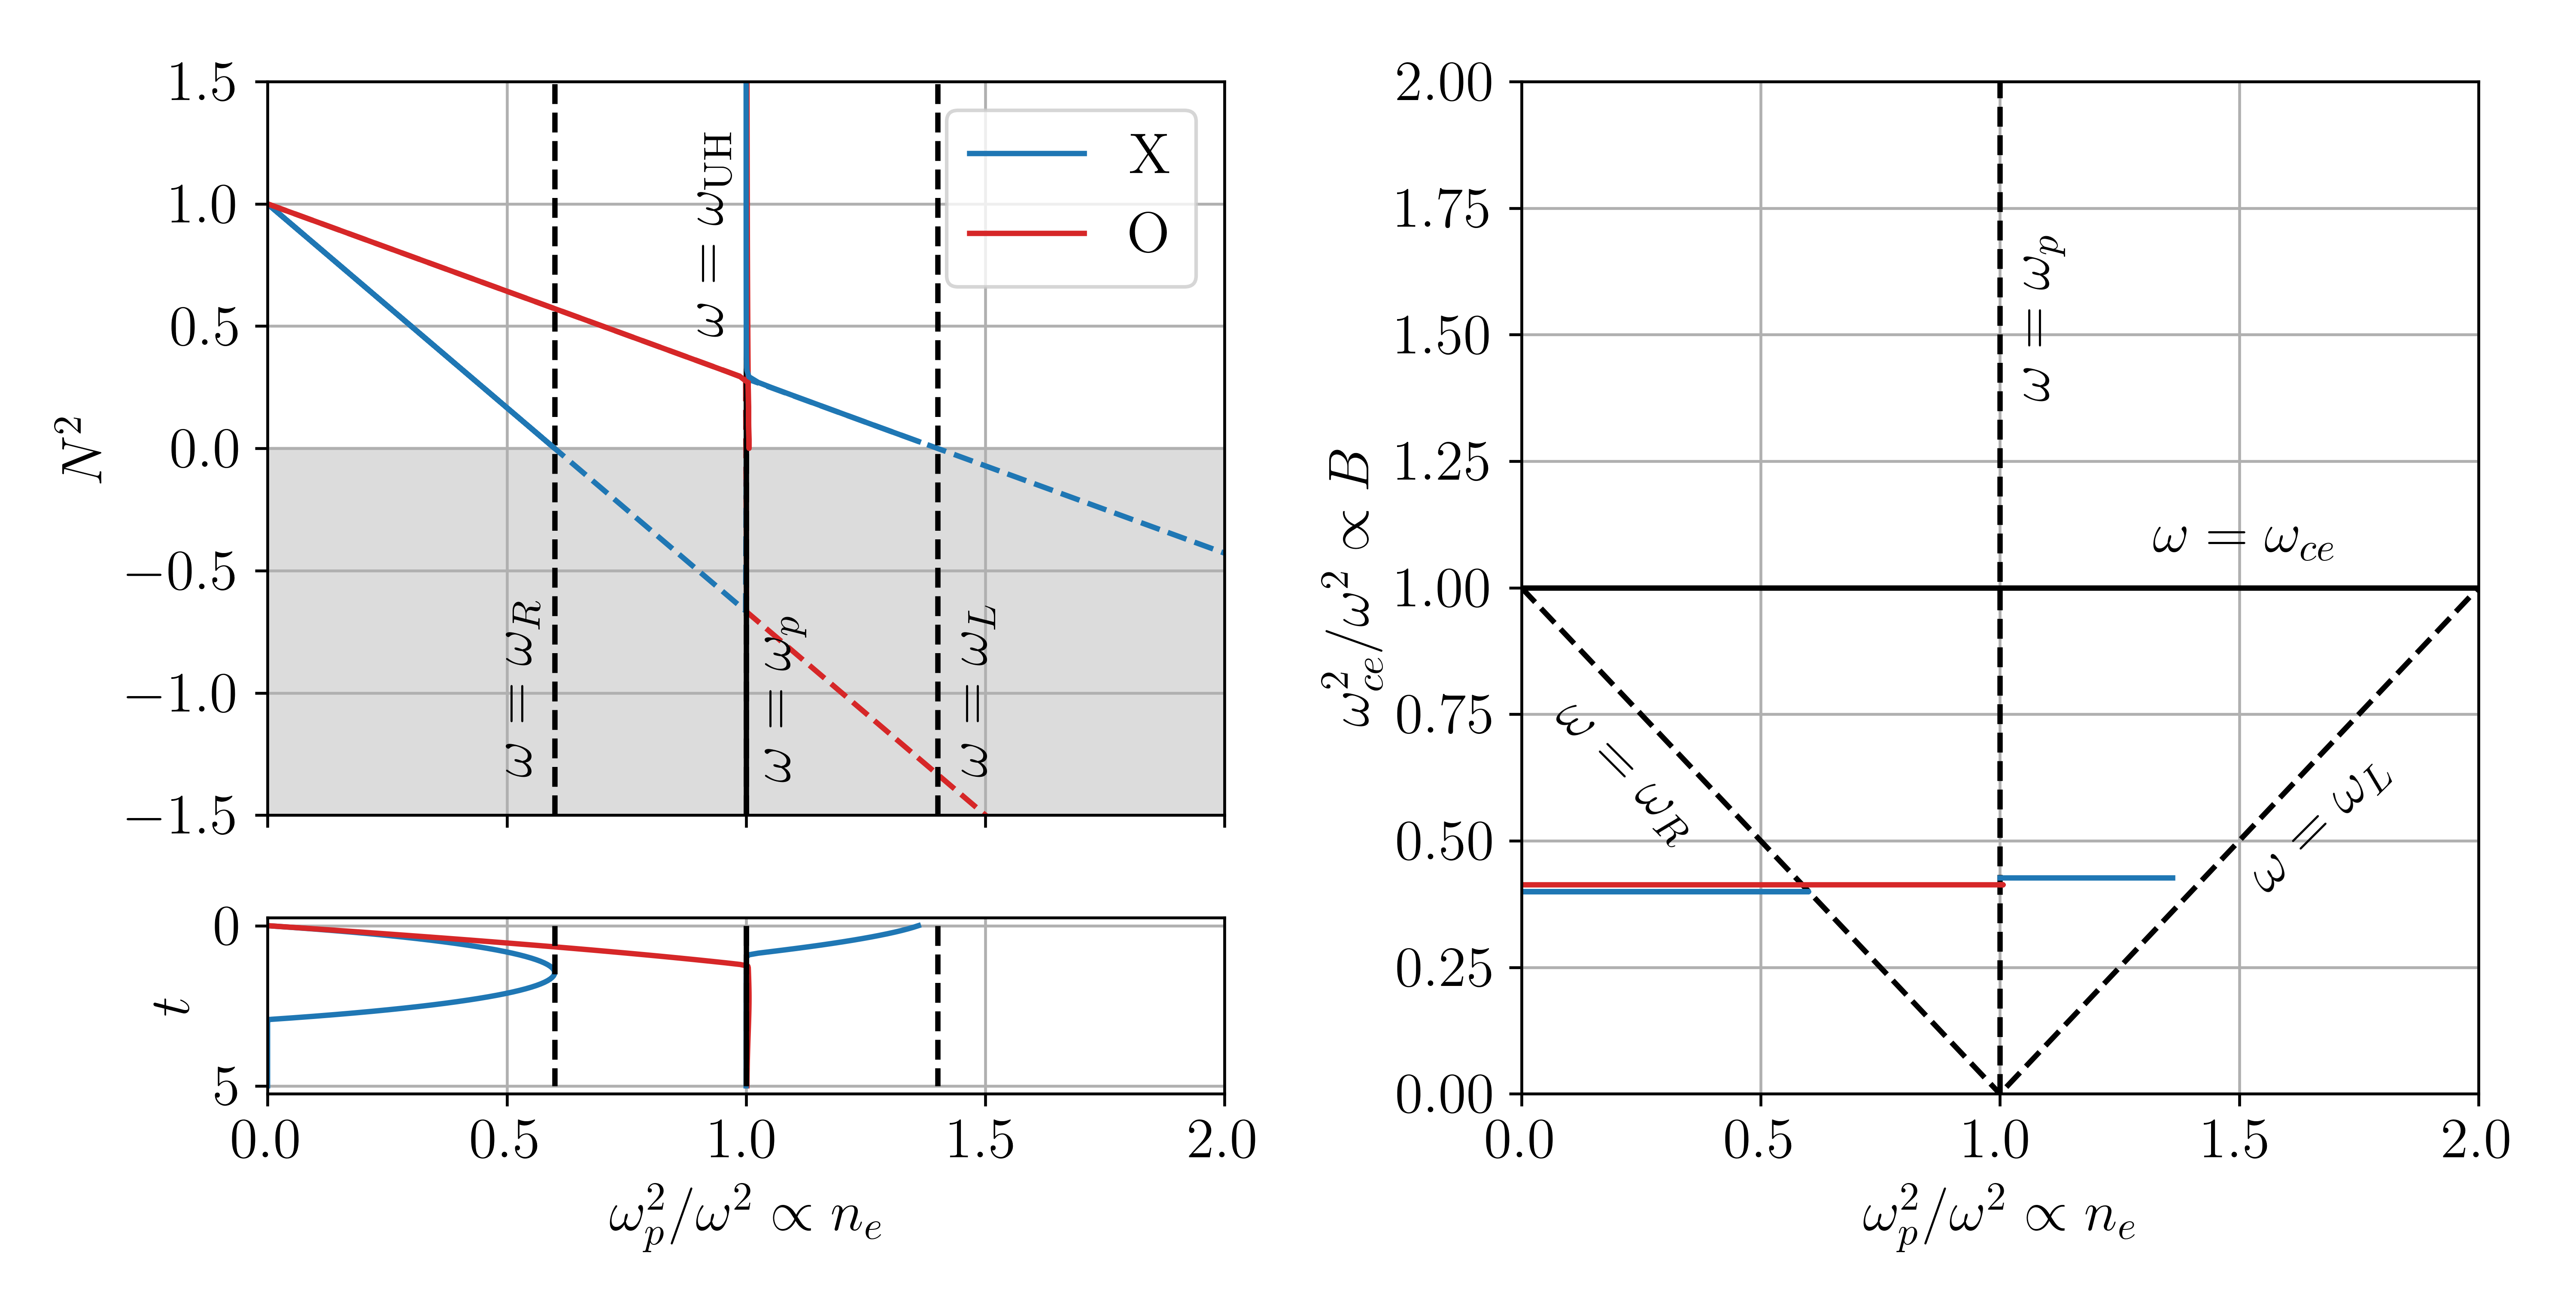 1.5
1.0
0.5
0.0
−0.5
−1.0
−1.5
N²
ω = ω_UH
ω = ω_R
ω = ω_p
ω = ω_L
X
O
0
5
t
0.0 0.5 1.0 1.5 2.0
ω_p²/ω² ∝ n_e
2.00
1.75
1.50
1.25
1.00
0.75
0.50
0.25
0.00
ω_ce²/ω² ∝ B
ω = ω_p
ω = ω_ce
ω = ω_R
ω = ω_L
0.0 0.5 1.0 1.5 2.0
ω_p²/ω² ∝ n_e